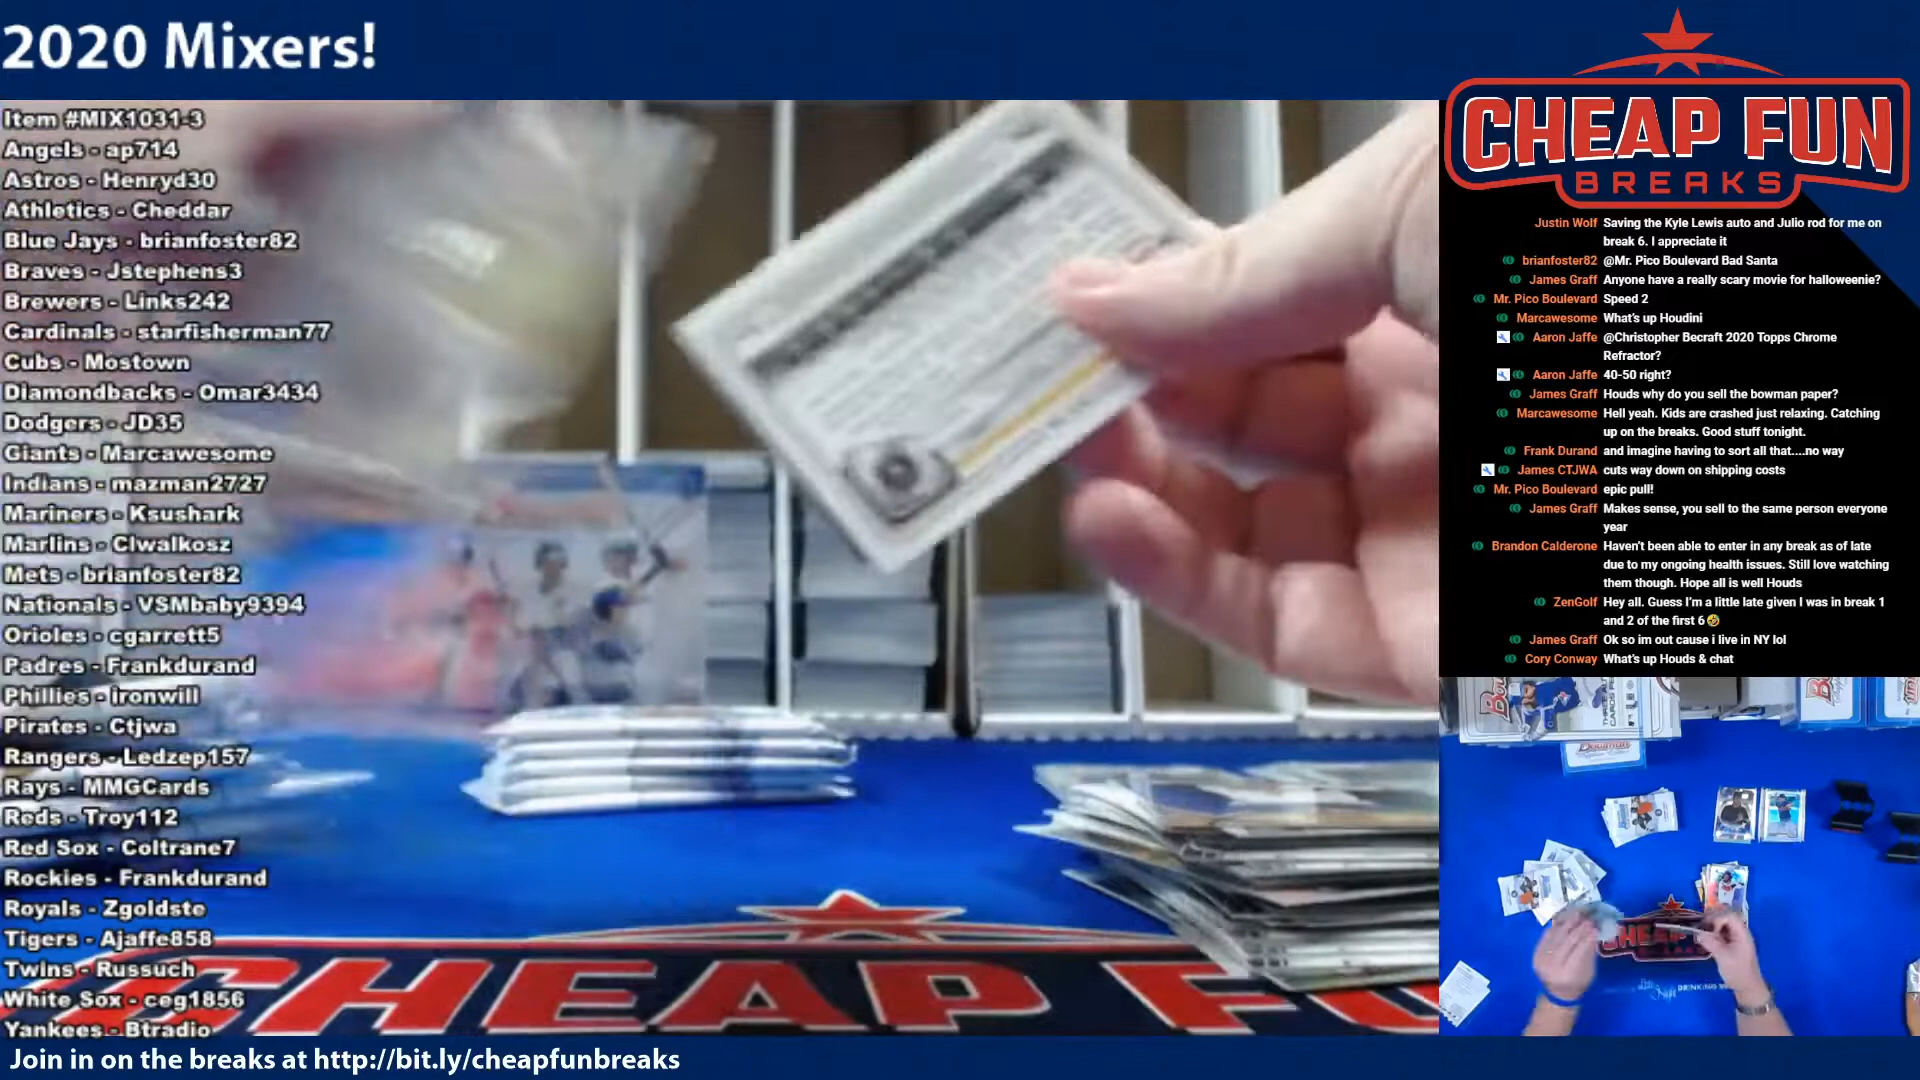 2020 Mixers!
Item #MIX1031-3
Angels - ap714
Astros - Henryd30
Athletics - Cheddar
Blue Jays - brianfoster82
Braves - Jstephens3
Brewers - Links242
Cardinals - starfisherman77
Cubs - Mostown
Diamondbacks - Omar3434
Dodgers - JD35
Giants - Marcawesome
Indians - mazman2727
Mariners - Ksushark
Marlins - Clwalkosz
Mets - brianfoster82
Nationals - VSMbaby9394
Orioles - cgarrett5
Padres - Frankdurand
Phillies - ironwill
Pirates - Ctjwa
Rangers - Ledzep157
Rays - MMGCards
Reds - Troy112
Red Sox - Coltrane7
Rockies - Frankdurand
Royals - Zgoldste
Tigers - Ajaffe858
Twins - Russuch
White Sox - ceg1856
Yankees - Btradio
CHEAP FU
Join in on the breaks at http://bit.ly/cheapfunbreaks
CHEAP FUN
BREAKS
Justin Wolf Saving the Kyle Lewis auto and Julio rod for me on
break 6. I appreciate it
brianfoster82 @Mr. Pico Boulevard Bad Santa
James Graff Anyone have a really scary movie for halloweenie?
Mr. Pico Boulevard Speed 2
Marcawesome What's up Houdini
Aaron Jaffe @Christopher Becraft 2020 Topps Chrome
Refractor?
Aaron Jaffe 40-50 right?
James Graff Houds why do you sell the bowman paper?
Marcawesome Hell yeah. Kids are crashed just relaxing. Catching
up on the breaks. Good stuff tonight.
Frank Durand and imagine having to sort all that....no way
James CTJWA cuts way down on shipping costs
Mr. Pico Boulevard epic pull!
James Graff Makes sense, you sell to the same person everyone
year
Brandon Calderone Haven't been able to enter in any break as of late
due to my ongoing health issues. Still love watching
them though. Hope all is well Houds
ZenGolf Hey all. Guess I'm a little late given I was in break 1
and 2 of the first 6🤣
James Graff Ok so im out cause i live in NY lol
Cory Conway What's up Houds & chat